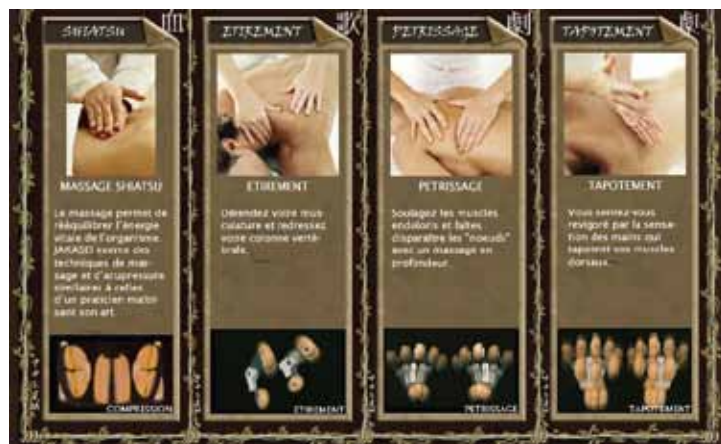 SHIATSU
MASSAGE SHIATSU
Le massage permet de
rééquilibrer l'énergie
vitale de l'organisme.
JAKASEI exerce des
techniques de mas-
sage et d'acupressure
similaires à celles
d'un praticien maîtri-
sant son art.
COMPRESSION
ETIREMENT
歌
ETIREMENT
Détendez votre mus-
culature et redressez
votre colonne verté-
brale.
ETIREMENT
PETRISSAGE
劇
PETRISSAGE
Soulagez les muscles
endoloris et faites
disparaître les "noeuds"
avec un massage en
profondeur.
PETRISSAGE
TAPOTEMENT
TAPOTEMENT
Vous sentez-vous
revigoré par la sensa-
tion des mains qui
tapotent vos muscles
dorsaux.
TAPOTEMENT